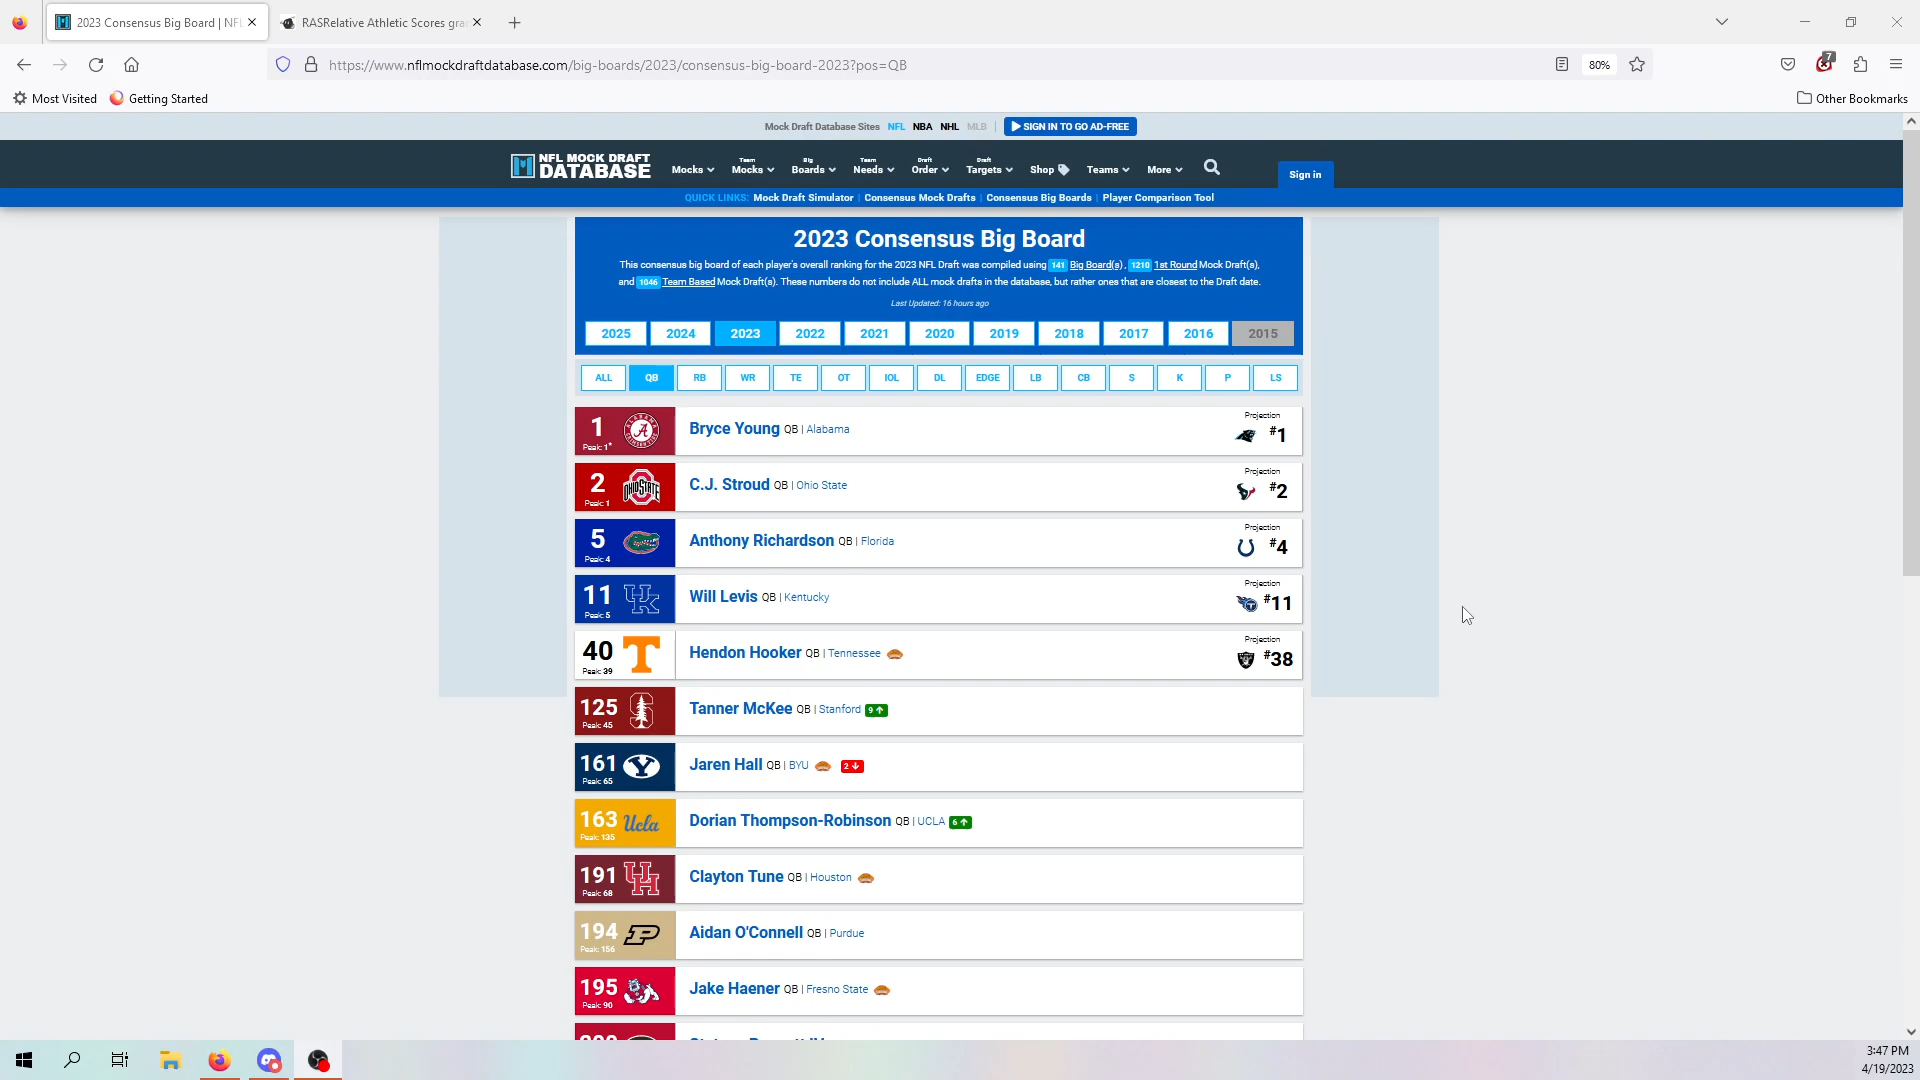 2023 Consensus Big Board | NFL
RASRelative Athletic Scores gra
https://www.nflmockdraftdatabase.com/big-boards/2023/consensus-big-board-2023?pos=QB
80%
7
Most Visited
Getting Started
Other Bookmarks
Mock Draft Database Sites NFL NBA NHL MLB | SIGN IN TO GO AD-FREE
NFL MOCK DRAFT
DATABASE
Mocks
Team
Mocks
Big
Boards
Team
Needs
Draft
Order
Draft
Targets
Shop
Teams
More
Sign in
QUICK LINKS: Mock Draft Simulator | Consensus Mock Drafts | Consensus Big Boards | Player Comparison Tool
2023 Consensus Big Board
This consensus big board of each player's overall ranking for the 2023 NFL Draft was compiled using 141 Big Board(s), 1210 1st Round Mock Draft(s),
and 1046 Team Based Mock Draft(s). These numbers do not include ALL mock drafts in the database, but rather ones that are closest to the Draft date.
Last Updated: 16 hours ago
2025 2024 2023 2022 2021 2020 2019 2018 2017 2016 2015
ALL QB RB WR TE OT IOL DL EDGE LB CB S K P LS
1
Peak: 1*
Bryce Young QB | Alabama
Projection
#1
2
Peak: 1
OHIO STATE
C.J. Stroud QB | Ohio State
Projection
#2
5
Peak: 4
Anthony Richardson QB | Florida
Projection
#4
11
Peak: 5
Will Levis QB | Kentucky
Projection
#11
40
Peak: 39
Hendon Hooker QB | Tennessee
Projection
#38
125
Peak: 45
Tanner McKee QB | Stanford 9
161
Peak: 65
Jaren Hall QB | BYU 2
163
Peak: 135
Ucla
Dorian Thompson-Robinson QB | UCLA 6
191
Peak: 68
Clayton Tune QB | Houston
194
Peak: 156
Aidan O'Connell QB | Purdue
195
Peak: 90
Jake Haener QB | Fresno State
3:47 PM
4/19/2023